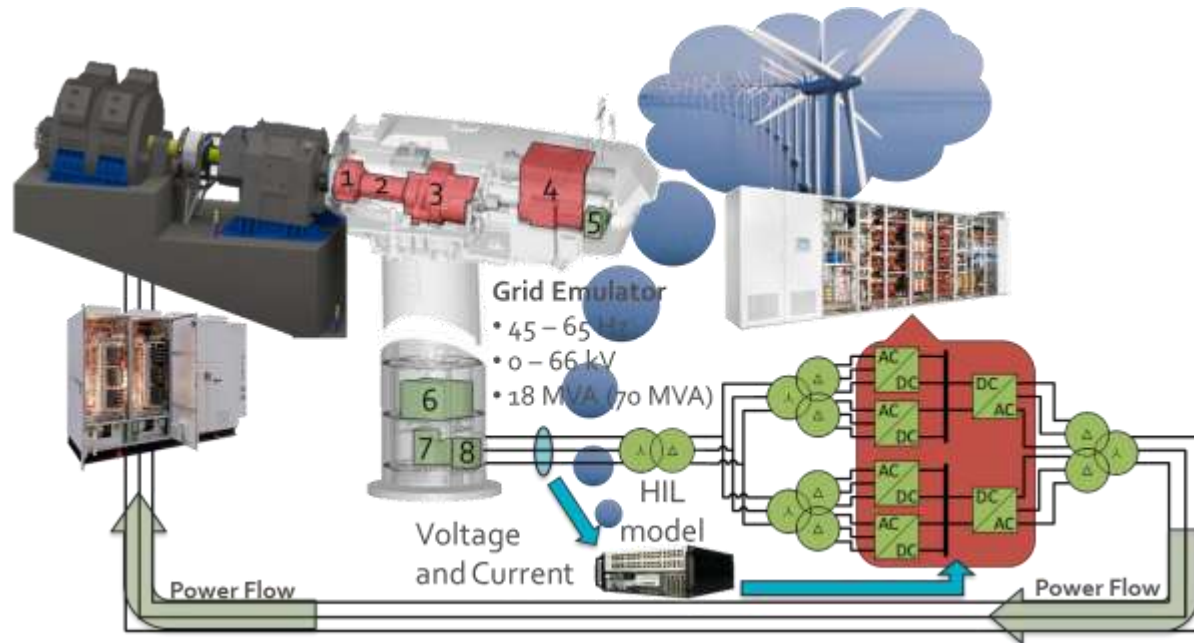 1
2
3
4
5
Grid Emulator
• 45 – 65 Hz
• 0 – 66 kV
• 18 MVA (70 MVA)
6
7
8
AC
DC
AC
DC
DC
AC
AC
DC
AC
DC
DC
AC
Δ
Δ
Δ
Δ
Δ
Δ
Δ
⅄
⅄
⅄
⅄
HIL
model
Voltage
and Current
Power Flow
Power Flow